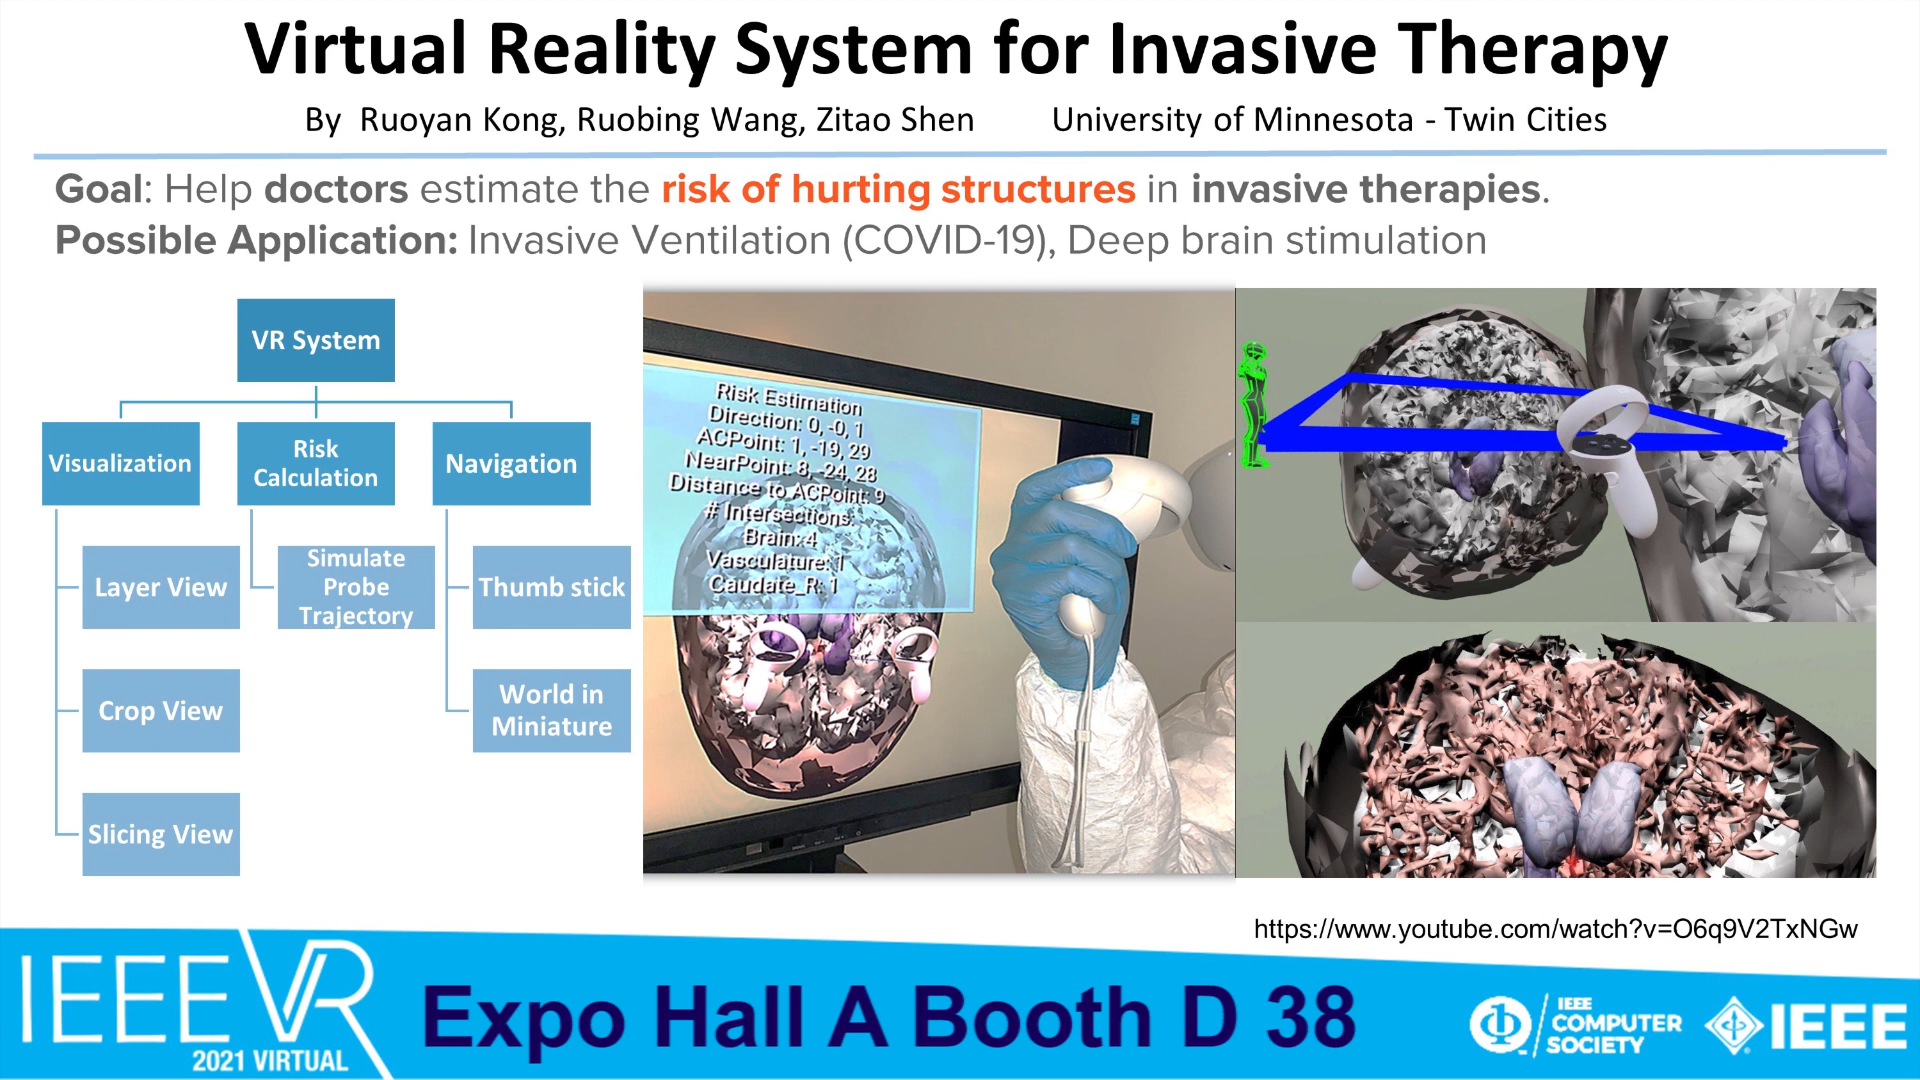 Virtual Reality System for Invasive Therapy
By Ruoyan Kong, Ruobing Wang, Zitao Shen University of Minnesota - Twin Cities
Goal: Help doctors estimate the risk of hurting structures in invasive therapies.
Possible Application: Invasive Ventilation (COVID-19), Deep brain stimulation
VR System
Visualization
Risk
Calculation
Navigation
Layer View
Simulate
Probe
Trajectory
Thumb stick
Crop View
World in
Miniature
Slicing View
Risk Estimation
Direction: 0, -0, 1
ACPoint: 1, -19, 29
NearPoint: 8, -24, 28
Distance to ACPoint: 9
# Intersections:
Brain: 4
Vasculature: 1
Caudate_R: 1
https://www.youtube.com/watch?v=O6q9V2TxNGw
IEEE VR
2021 VIRTUAL
Expo Hall A Booth D 38
IEEE
COMPUTER
SOCIETY
IEEE